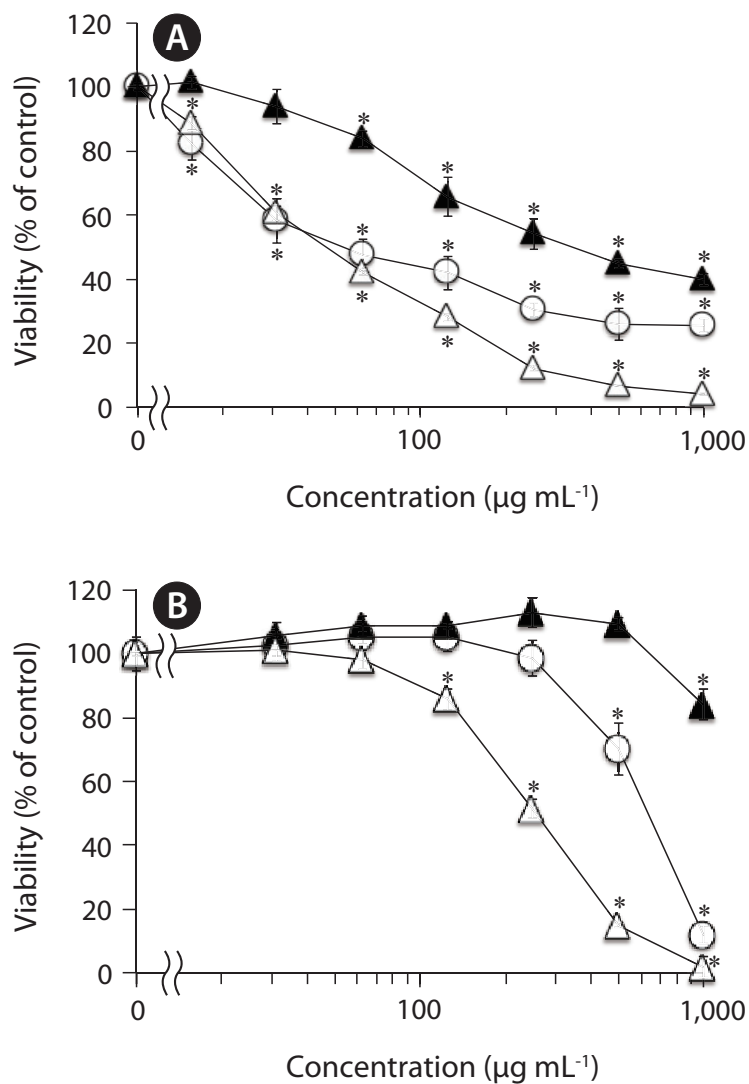 A
120
100
80
60
40
20
0
Viability (% of control)
0
100
1,000
Concentration (µg mL⁻¹)
* * * * * * * * * * * * * * * * * * *
B
120
100
80
60
40
20
0
Viability (% of control)
0
100
1,000
Concentration (µg mL⁻¹)
* * * * * * *